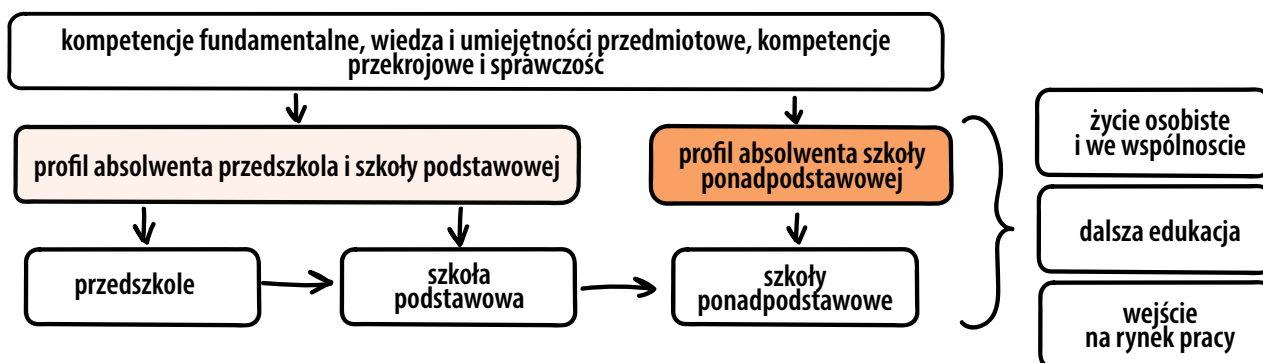 kompetencje fundamentalne, wiedza i umiejętności przedmiotowe, kompetencje
przekrojowe i sprawczość
profil absolwenta przedszkola i szkoły podstawowej
profil absolwenta szkoły
ponadpodstawowej
przedszkole
szkoła
podstawowa
szkoły
ponadpodstawowe
życie osobiste
i we wspólnoscie
dalsza edukacja
wejście
na rynek pracy